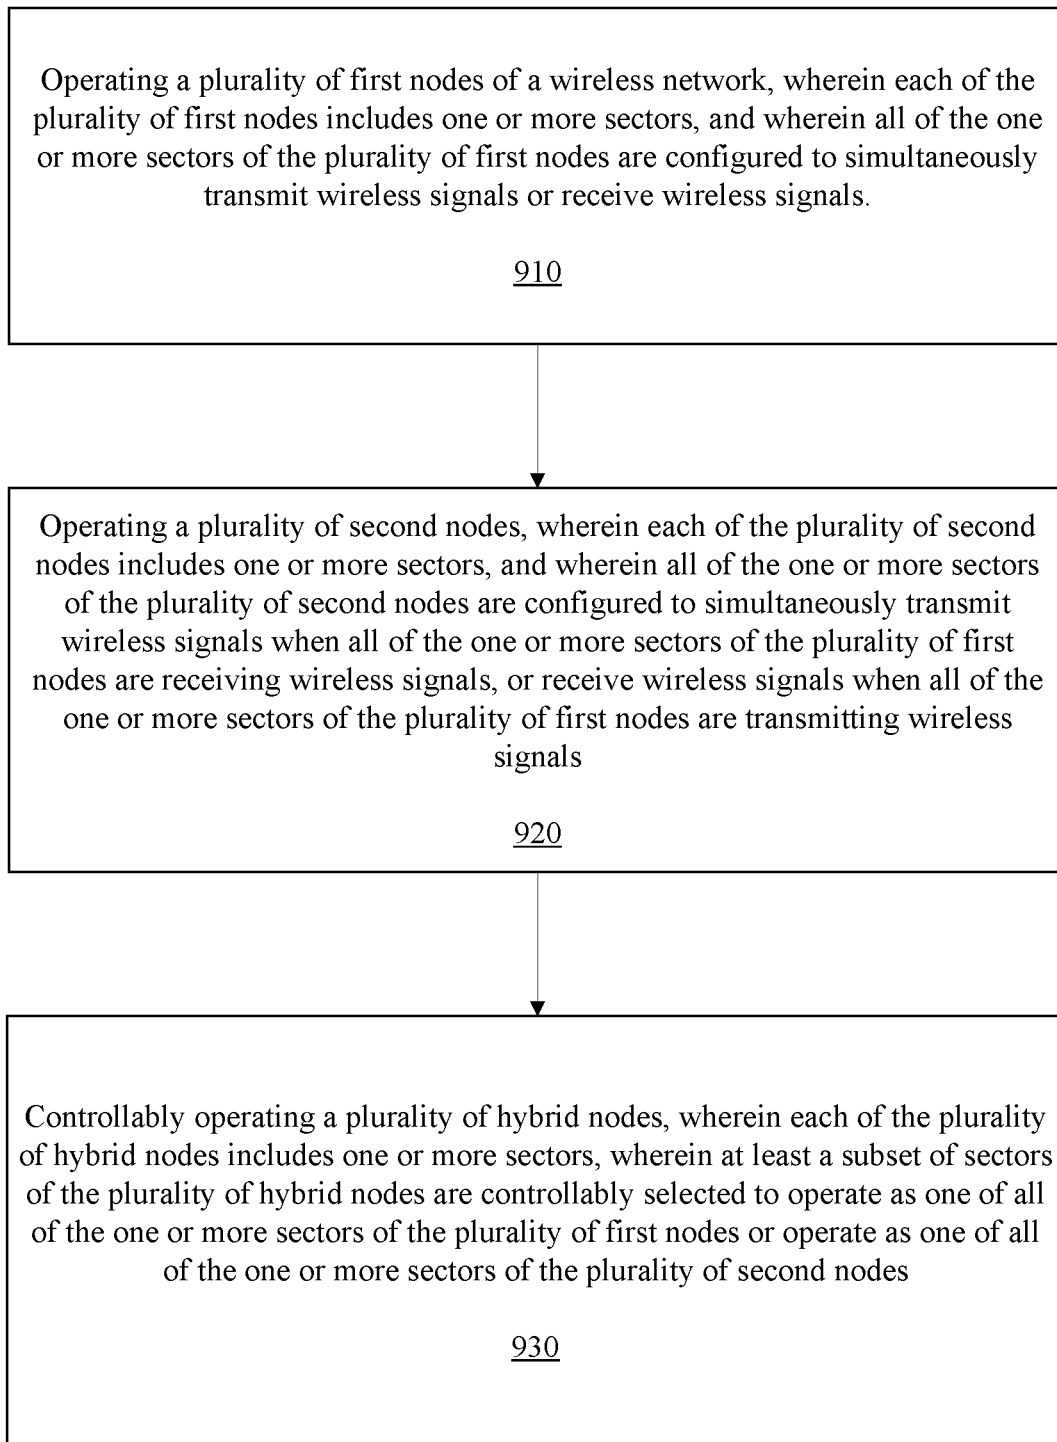 Operating a plurality of first nodes of a wireless network, wherein each of the
plurality of first nodes includes one or more sectors, and wherein all of the one
or more sectors of the plurality of first nodes are configured to simultaneously
transmit wireless signals or receive wireless signals.
910
Operating a plurality of second nodes, wherein each of the plurality of second
nodes includes one or more sectors, and wherein all of the one or more sectors
of the plurality of second nodes are configured to simultaneously transmit
wireless signals when all of the one or more sectors of the plurality of first
nodes are receiving wireless signals, or receive wireless signals when all of the
one or more sectors of the plurality of first nodes are transmitting wireless
signals
920
Controllably operating a plurality of hybrid nodes, wherein each of the plurality
of hybrid nodes includes one or more sectors, wherein at least a subset of sectors
of the plurality of hybrid nodes are controllably selected to operate as one of all
of the one or more sectors of the plurality of first nodes or operate as one of all
of the one or more sectors of the plurality of second nodes
930